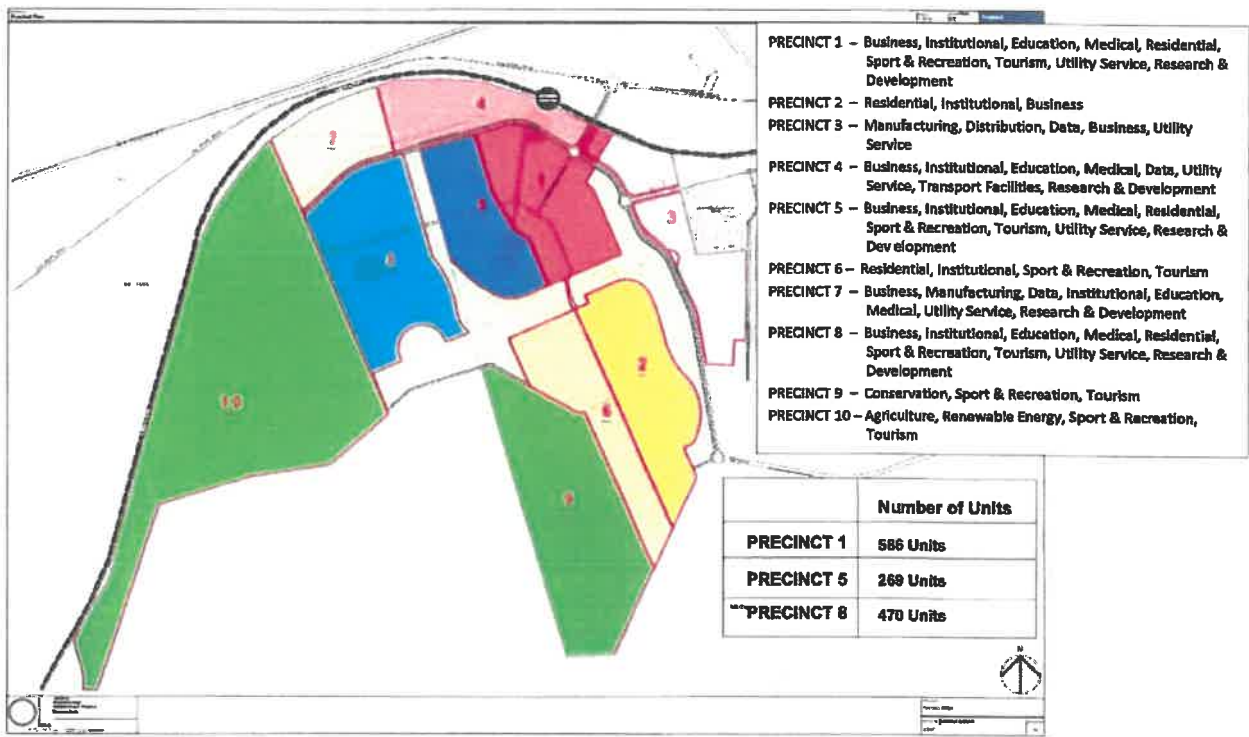 Precinct Plan
PRECINCT 1 – Business, Institutional, Education, Medical, Residential,
Sport & Recreation, Tourism, Utility Service, Research &
Development
PRECINCT 2 – Residential, Institutional, Business
PRECINCT 3 – Manufacturing, Distribution, Data, Business, Utility
Service
PRECINCT 4 – Business, Institutional, Education, Medical, Data, Utility
Service, Transport Facilities, Research & Development
PRECINCT 5 – Business, Institutional, Education, Medical, Residential,
Sport & Recreation, Tourism, Utility Service, Research &
Development
PRECINCT 6 – Residential, Institutional, Sport & Recreation, Tourism
PRECINCT 7 – Business, Manufacturing, Data, Institutional, Education,
Medical, Utility Service, Research & Development
PRECINCT 8 – Business, Institutional, Education, Medical, Residential,
Sport & Recreation, Tourism, Utility Service, Research &
Development
PRECINCT 9 – Conservation, Sport & Recreation, Tourism
PRECINCT 10 – Agriculture, Renewable Energy, Sport & Recreation,
Tourism
4
1
3
2
6
9
10
Number of Units
PRECINCT 1 586 Units
PRECINCT 5 269 Units
PRECINCT 8 470 Units
N